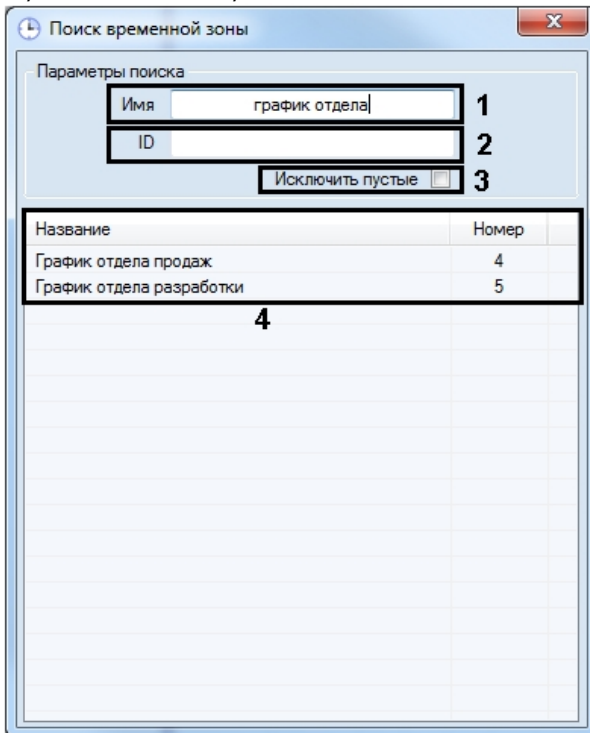 Поиск временной зоны
Параметры поиска
Имя график отдела 1
ID 2
Исключить пустые 3
Название Номер
График отдела продаж 4
График отдела разработки 5
4